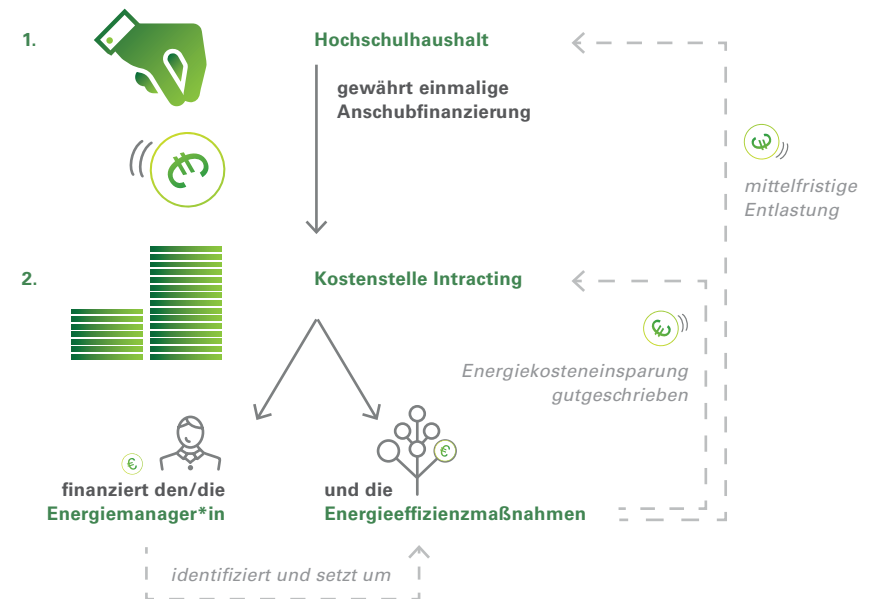 1.
Hochschulhaushalt
gewährt einmalige
Anschubfinanzierung
€
€
mittelfristige
Entlastung
2.
Kostenstelle Intracting
€
Energiekosteneinsparung
gutgeschrieben
€
€
finanziert den/die
Energiemanager*in
und die
Energieeffizienzmaßnahmen
identifiziert und setzt um